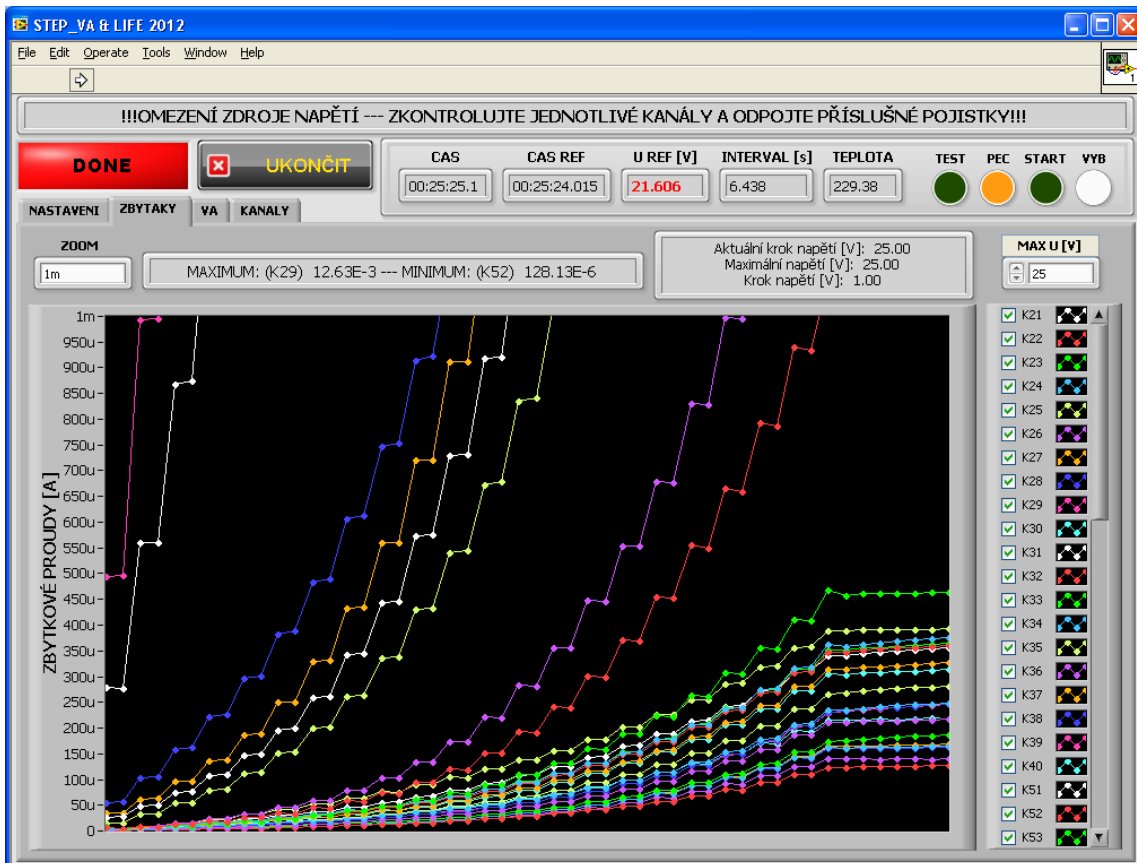 STEP_VA & LIFE 2012
File Edit Operate Tools Window Help
1
!!!OMEZENÍ ZDROJE NAPĚTÍ --- ZKONTROLUJTE JEDNOTLIVÉ KANÁLY A ODPOJTE PŘÍSLUŠNÉ POJISTKY!!!
DONE
UKONČIT
CAS CAS REF U REF [V] INTERVAL [s] TEPLOTA TEST PEC START VYB
00:25:25.1 00:25:24.015 21.606 6.438 229.38
NASTAVENI ZBYTAKY VA KANALY
ZOOM
1m
MAXIMUM: (K29) 12.63E-3 --- MINIMUM: (K52) 128.13E-6
Aktuální krok napětí [V]: 25.00
Maximální napětí [V]: 25.00
Krok napětí [V]: 1.00
MAX U [V]
25
ZBYTKOVÉ PROUDY [A]
1m
950u
900u
850u
800u
750u
700u
650u
600u
550u
500u
450u
400u
350u
300u
250u
200u
150u
100u
50u
0
K21
K22
K23
K24
K25
K26
K27
K28
K29
K30
K31
K32
K33
K34
K35
K36
K37
K38
K39
K40
K51
K52
K53